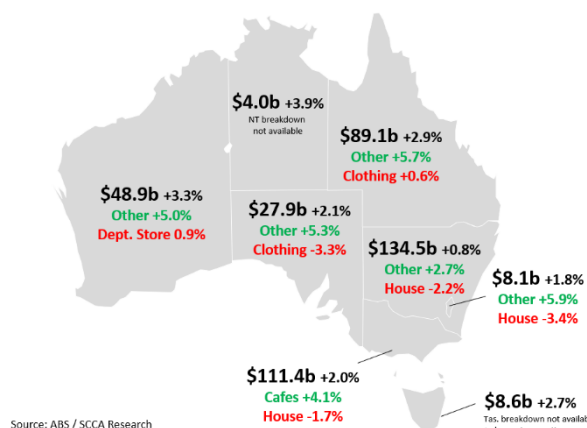 $4.0b +3.9%
NT breakdown
not available
$89.1b +2.9%
Other +5.7%
Clothing +0.6%
$48.9b +3.3%
Other +5.0%
Dept. Store 0.9%
$27.9b +2.1%
Other +5.3%
Clothing -3.3%
$134.5b +0.8%
Other +2.7%
House -2.2%
$8.1b +1.8%
Other +5.9%
House -3.4%
$111.4b +2.0%
Cafes +4.1%
House -1.7%
$8.6b +2.7%
Tas. breakdown not availab
Source: ABS / SCCA Research